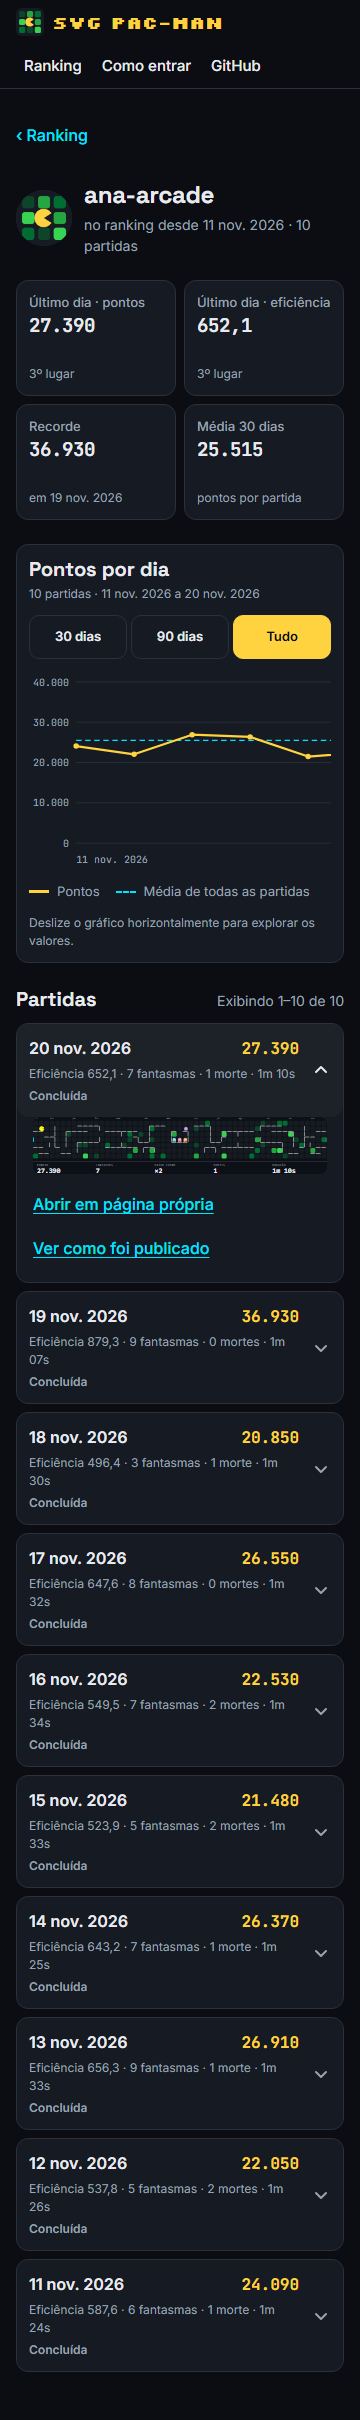 SVG PAC-MAN
Ranking Como entrar GitHub
‹ Ranking
ana-arcade
no ranking desde 11 nov. 2026 · 10
partidas
Último dia · pontos
27.390
3º lugar
Último dia · eficiência
652,1
3º lugar
Recorde
36.930
em 19 nov. 2026
Média 30 dias
25.515
pontos por partida
Pontos por dia
10 partidas · 11 nov. 2026 a 20 nov. 2026
30 dias 90 dias Tudo
40.000
30.000
20.000
10.000
0
11 nov. 2026
Pontos Média de todas as partidas
Deslize o gráfico horizontalmente para explorar os
valores.
Partidas Exibindo 1–10 de 10
20 nov. 2026 27.390
Eficiência 652,1 · 7 fantasmas · 1 morte · 1m 10s
Concluída
27.390 7 ×2 1 1m 10s
Abrir em página própria
Ver como foi publicado
19 nov. 2026 36.930
Eficiência 879,3 · 9 fantasmas · 0 mortes · 1m
07s
Concluída
18 nov. 2026 20.850
Eficiência 496,4 · 3 fantasmas · 1 morte · 1m
30s
Concluída
17 nov. 2026 26.550
Eficiência 647,6 · 8 fantasmas · 0 mortes · 1m
32s
Concluída
16 nov. 2026 22.530
Eficiência 549,5 · 7 fantasmas · 2 mortes · 1m
34s
Concluída
15 nov. 2026 21.480
Eficiência 523,9 · 5 fantasmas · 2 mortes · 1m
33s
Concluída
14 nov. 2026 26.370
Eficiência 643,2 · 7 fantasmas · 1 morte · 1m
25s
Concluída
13 nov. 2026 26.910
Eficiência 656,3 · 9 fantasmas · 1 morte · 1m
33s
Concluída
12 nov. 2026 22.050
Eficiência 537,8 · 5 fantasmas · 2 mortes · 1m
26s
Concluída
11 nov. 2026 24.090
Eficiência 587,6 · 6 fantasmas · 1 morte · 1m
24s
Concluída